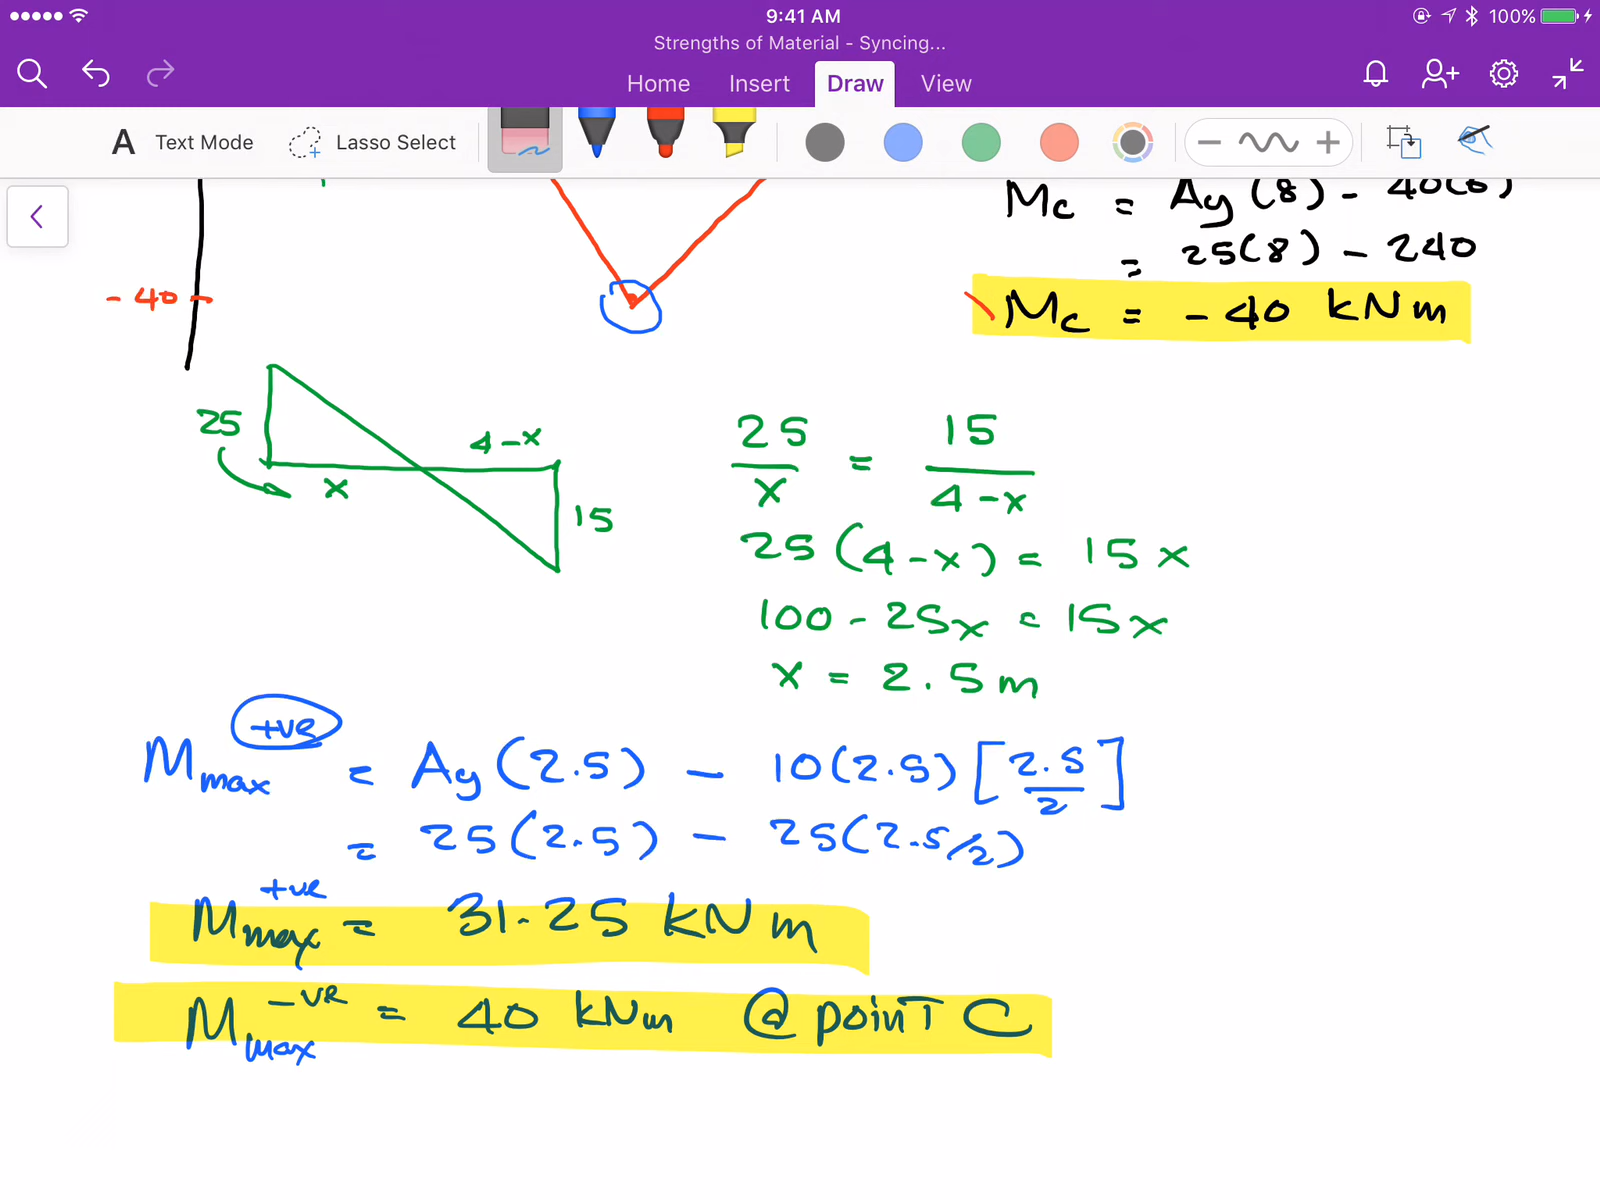 9:41 AM
100%
Strengths of Material - Syncing...
Home Insert Draw View
A Text Mode Lasso Select
Mc = Ay (8) - 40(6)
= 25(8) - 240
- 40 -
Mc = - 40 kNm
25
4-x
x
15
25/x = 15/4-x
25 (4-x) = 15x
100 - 25x = 15x
x = 2.5m
Mmax +ve = Ay (2.5) - 10(2.5) [2.5/2]
= 25(2.5) - 25(2.5/2)
Mmax +ve = 31.25 kNm
Mmax -ve = 40 kNm @ poinT C